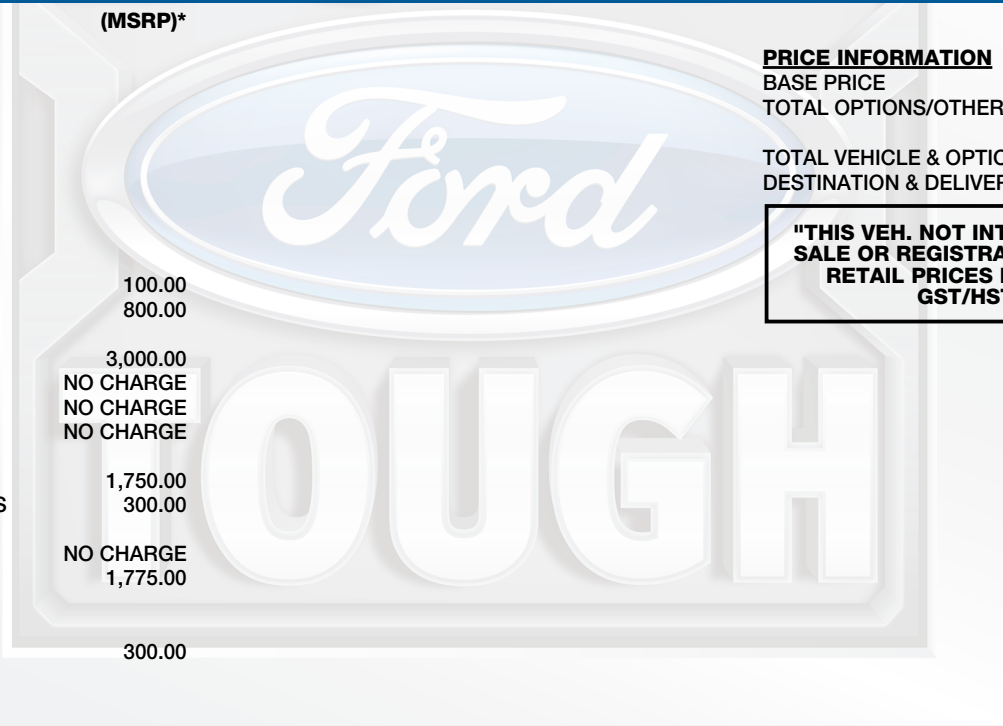 (MSRP)*
100.00
800.00
3,000.00
NO CHARGE
NO CHARGE
NO CHARGE
1,750.00
S 300.00
NO CHARGE
1,775.00
300.00
PRICE INFORMATION
BASE PRICE
TOTAL OPTIONS/OTHER
TOTAL VEHICLE & OPTIO
DESTINATION & DELIVER
"THIS VEH. NOT INT
SALE OR REGISTRA
RETAIL PRICES
GST/HST
Ford
TOUGH